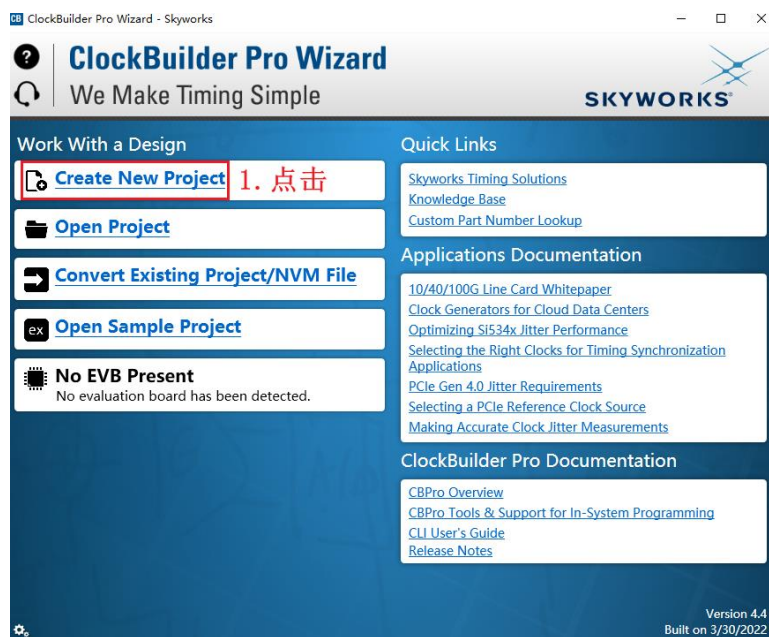 CB ClockBuilder Pro Wizard - Skyworks
ClockBuilder Pro Wizard
We Make Timing Simple
SKYWORKS®
Work With a Design
Create New Project 1. 点击
Open Project
Convert Existing Project/NVM File
ex Open Sample Project
No EVB Present
No evaluation board has been detected.
Quick Links
Skyworks Timing Solutions
Knowledge Base
Custom Part Number Lookup
Applications Documentation
10/40/100G Line Card Whitepaper
Clock Generators for Cloud Data Centers
Optimizing Si534x Jitter Performance
Selecting the Right Clocks for Timing Synchronization
Applications
PCIe Gen 4.0 Jitter Requirements
Selecting a PCIe Reference Clock Source
Making Accurate Clock Jitter Measurements
ClockBuilder Pro Documentation
CBPro Overview
CBPro Tools & Support for In-System Programming
CLI User's Guide
Release Notes
Version 4.4
Built on 3/30/2022